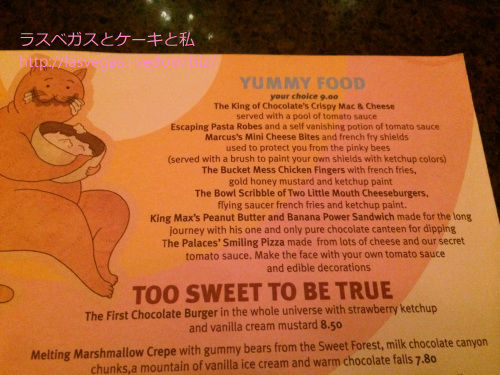 ラスベガスとケーキと私
YUMMY FOOD
your choice 9.00
The King of Chocolate's Crispy Mac & Cheese
served with a pool of tomato sauce
Escaping Pasta Robes and a self vanishing potion of tomato sauce
Marcus's Mini Cheese Bites and french fry shields
used to protect you from the pinky bees
(served with a brush to paint your own shields with ketchup colors)
The Bucket Mess Chicken Fingers with french fries,
gold honey mustard and ketchup paint
The Bowl Scribble of Two Little Mouth Cheeseburgers,
flying saucer french fries and ketchup.
King Max's Peanut Butter and Banana Power Sandwich made for the long
journey with his one and only pure chocolate canteen for dipping
The Palaces' Smiling Pizza made from lots of cheese and our secret
tomato sauce. Make the face with your own tomato sauce
and edible decorations
TOO SWEET TO BE TRUE
The First Chocolate Burger in the whole universe with strawberry ketchup
and vanilla cream mustard 8.50
Melting Marshmallow Crepe with gummy bears from the Sweet Forest, milk chocolate canyon
chunks,a mountain of vanilla ice cream and warm chocolate falls 7.80